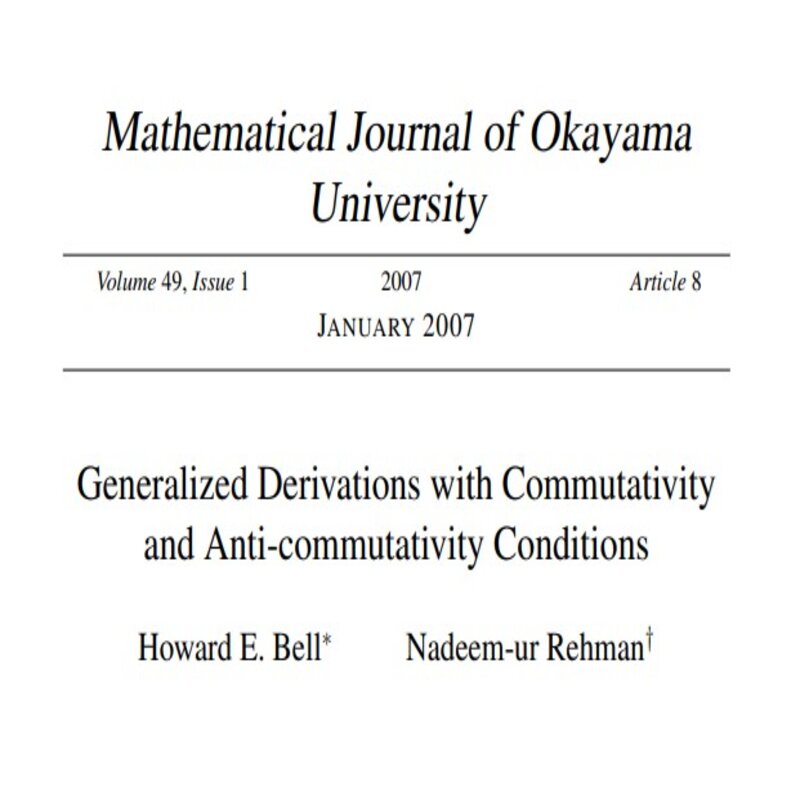 Mathematical Journal of Okayama
University
Volume 49, Issue 1 2007 Article 8
JANUARY 2007
Generalized Derivations with Commutativity
and Anti-commutativity Conditions
Howard E. Bell* Nadeem-ur Rehman†